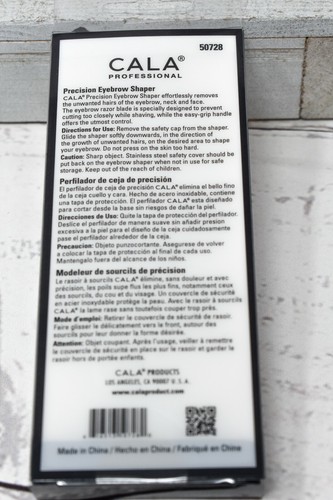 50728
CALA®
PROFESSIONAL
Precision Eyebrow Shaper
CALA® Precision Eyebrow Shaper effortlessly removes
the unwanted hairs of the eyebrow, neck and face.
The eyebrow razor blade is specially designed to prevent
cutting too closely while shaving, while the easy-grip handle
offers the utmost control.
Directions for Use: Remove the safety cap from the shaper.
Glide the shaper softly downwards, in the direction of
the growth of unwanted hairs, on the desired area to shape
your eyebrow. Do not press on the skin too hard.
Caution: Sharp object. Stainless steel safety cover should be
put back on the eyebrow shaper when not in use for safe
storage. Keep out of the reach of children.
Perfilador de ceja de precisión
El perfilador de ceja de precisión CALA® elimina el bello fino
de la ceja cuello y cara. Hecho de acero inoxidable, contiene
una tapa de protección. El perfilador CALA® esta diseñado
para cortar desde la base sin riesgos de dañar la piel.
Direcciones de Uso: Quite la tapa de protección del perfilador.
Deslice el perfilador de manera suave sin añadir presion
excesiva a la piel para el diseño de la ceja cuidadosamente
pase el perfilador alrededor de la ceja.
Precaucion: Objeto punzocortante. Asegurese de volver
a colocar la tapa de protección al final de cada uso.
Mantengalo fuera del alcance de los niños.
Modeleur de sourcils de précision
Le rasoir à sourcils CALA® élimine, sans douleur et avec
précision, les poils supe flus les plus fins, notamment ceux
des sourcils, du cou et du visage. Un couvercle de sécurité
en acier inoxydable protège la peau. Avec le rasoir à sourcils
CALA® la lame rase sans toutefois couper trop près.
Mode d'emploi: Retirer le couvercle de sécurité de rasoir.
Faire glisser le délicatement vers le front, autour des
sourcils pour leur donner la forme désirée.
Attention: Objet coupant. Après l'usage, veiller à remettre
le couvercle de sécurité en place sur le rasoir et garder le
rasoir hors de portée enfants.
CALA® PRODUCTS
LOS ANGELES, CA 90007 U.S.A.
www.calaproduct.com
Made in China / Hecho en China / Fabriqué en Chine